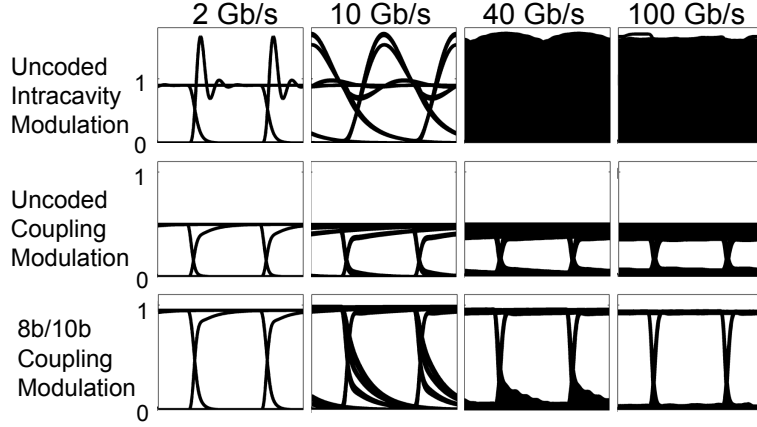 2 Gb/s 10 Gb/s 40 Gb/s 100 Gb/s
Uncoded
Intracavity
Modulation
1
0
Uncoded
Coupling
Modulation
1
0
8b/10b
Coupling
Modulation
1
0